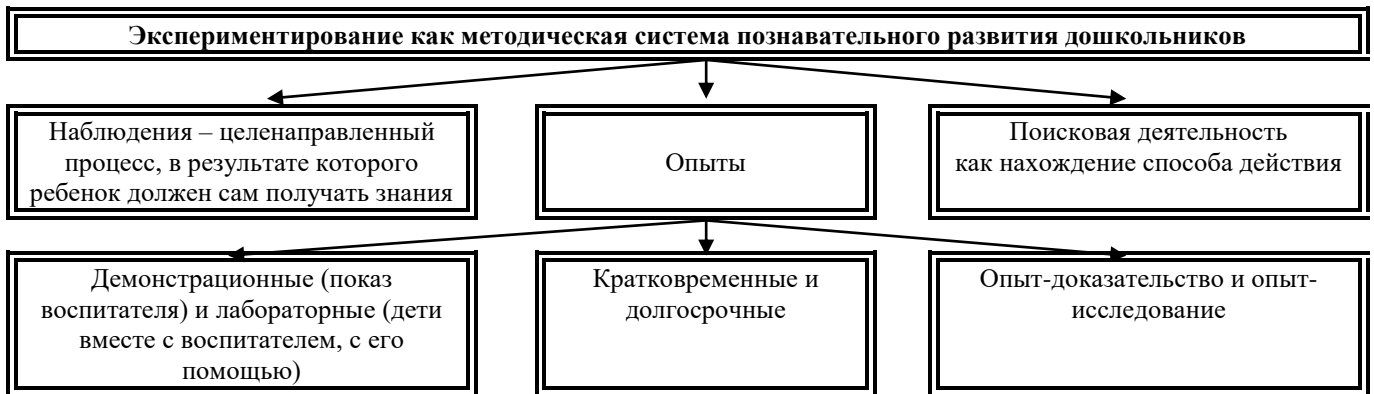 Экспериментирование как методическая система познавательного развития дошкольников
Наблюдения – целенаправленный
процесс, в результате которого
ребенок должен сам получать знания
Опыты
Поисковая деятельность
как нахождение способа действия
Демонстрационные (показ
воспитателя) и лабораторные (дети
вместе с воспитателем, с его
помощью)
Кратковременные и
долгосрочные
Опыт-доказательство и опыт-
исследование